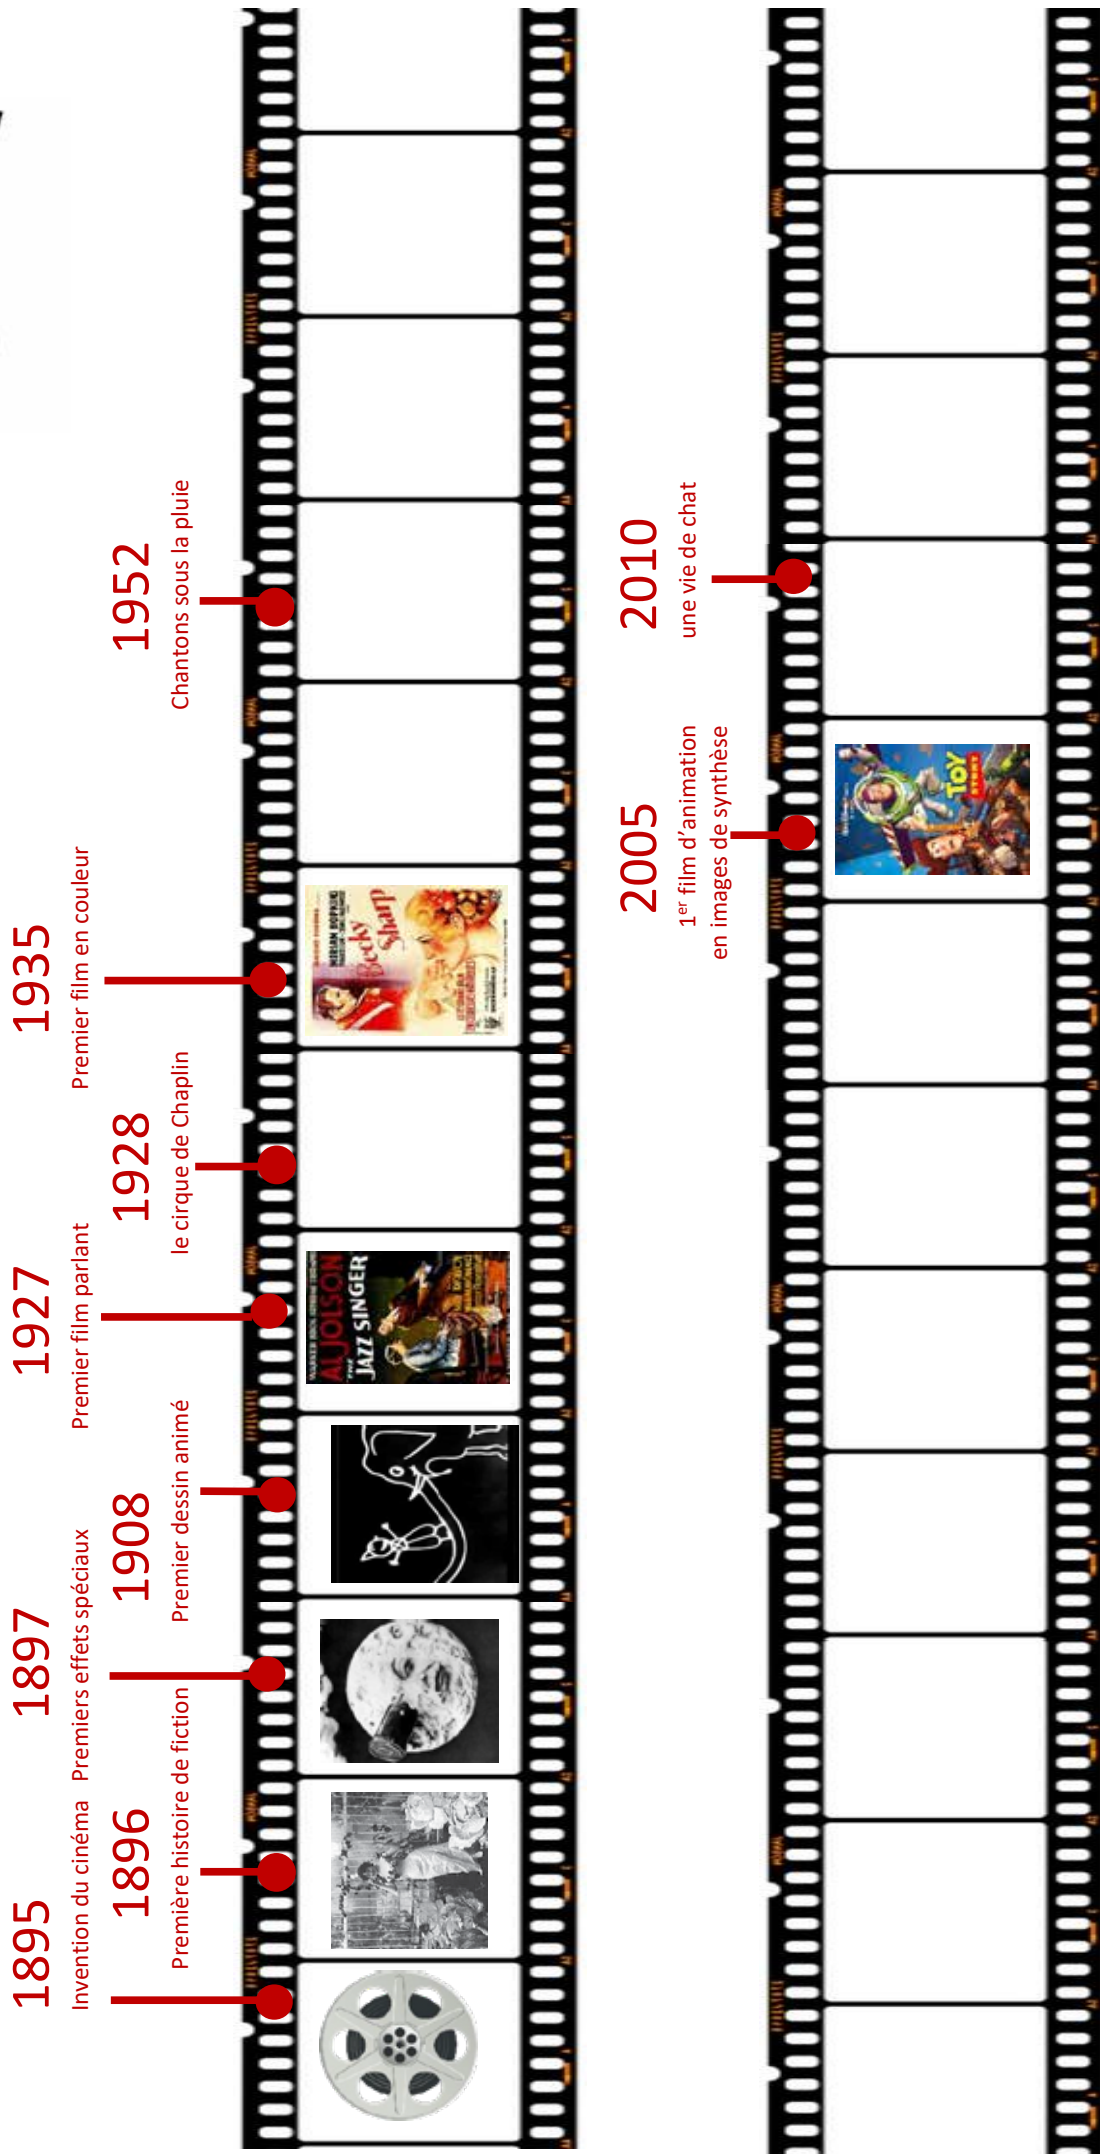 1895
Invention du cinéma
1896
Première histoire de fiction
1897
Premiers effets spéciaux
1908
Premier dessin animé
1927
Premier film parlant
AL JOLSON
THE
JAZZ SINGER
1928
le cirque de Chaplin
1935
Premier film en couleur
MIRIAM HOPKINS
Becky
Sharp
1952
Chantons sous la pluie
2005
1er film d’animation
en images de synthèse
TOY
STORY
2010
une vie de chat